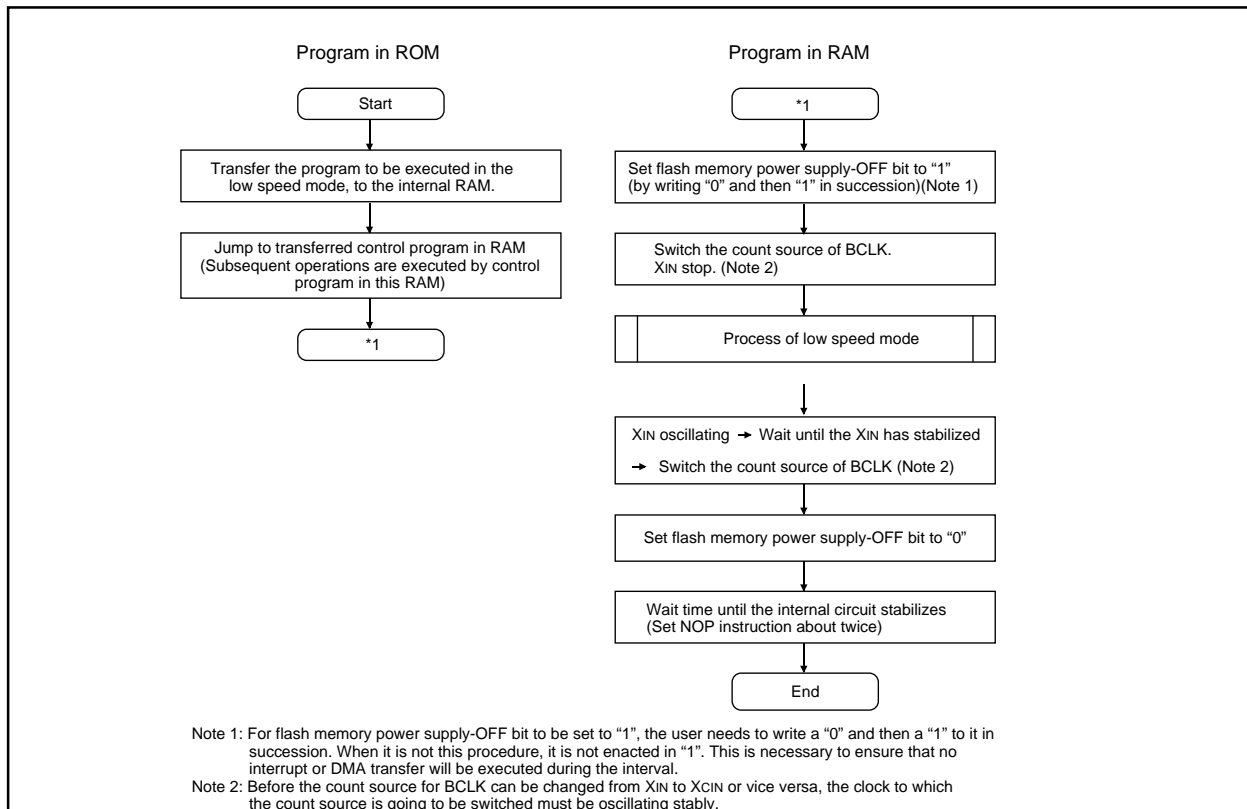 Program in ROM
Start
Transfer the program to be executed in the
low speed mode, to the internal RAM.
Jump to transferred control program in RAM
(Subsequent operations are executed by control
program in this RAM)
*1
Program in RAM
*1
Set flash memory power supply-OFF bit to “1”
(by writing “0” and then “1” in succession)(Note 1)
Switch the count source of BCLK.
XIN stop. (Note 2)
Process of low speed mode
XIN oscillating → Wait until the XIN has stabilized
→ Switch the count source of BCLK (Note 2)
Set flash memory power supply-OFF bit to “0”
Wait time until the internal circuit stabilizes
(Set NOP instruction about twice)
End
Note 1: For flash memory power supply-OFF bit to be set to “1”, the user needs to write a “0” and then a “1” to it in
succession. When it is not this procedure, it is not enacted in “1”. This is necessary to ensure that no
interrupt or DMA transfer will be executed during the interval.
Note 2: Before the count source for BCLK can be changed from XIN to XCIN or vice versa, the clock to which
the count source is going to be switched must be oscillating stably.